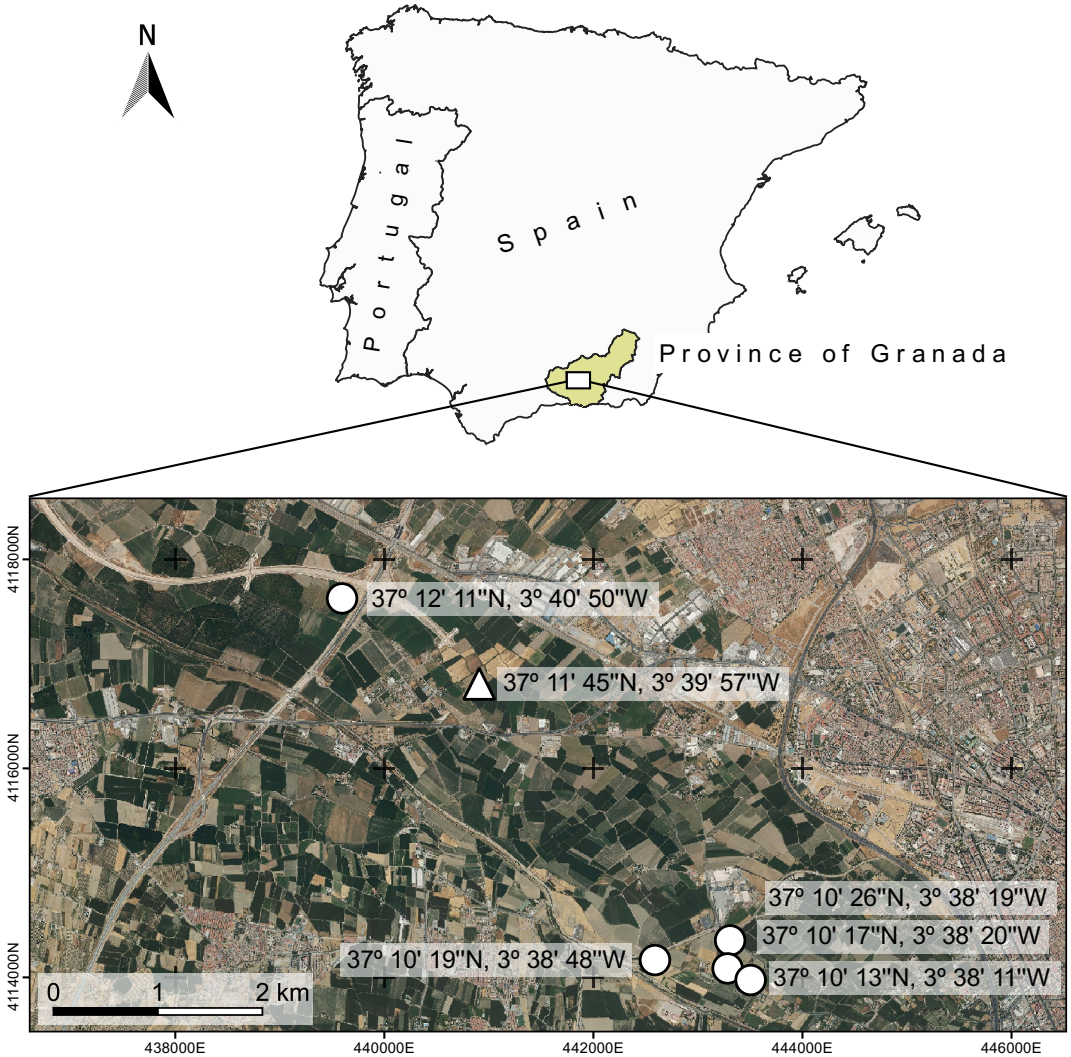 N
Portugal
Spain
Province of Granada
4118000N
4116000N
4114000N
37º 12' 11"N, 3º 40' 50"W
37º 11' 45"N, 3º 39' 57"W
37º 10' 26"N, 3º 38' 19"W
37º 10' 17"N, 3º 38' 20"W
37º 10' 19"N, 3º 38' 48"W
37º 10' 13"N, 3º 38' 11"W
0 1 2 km
438000E 440000E 442000E 444000E 446000E